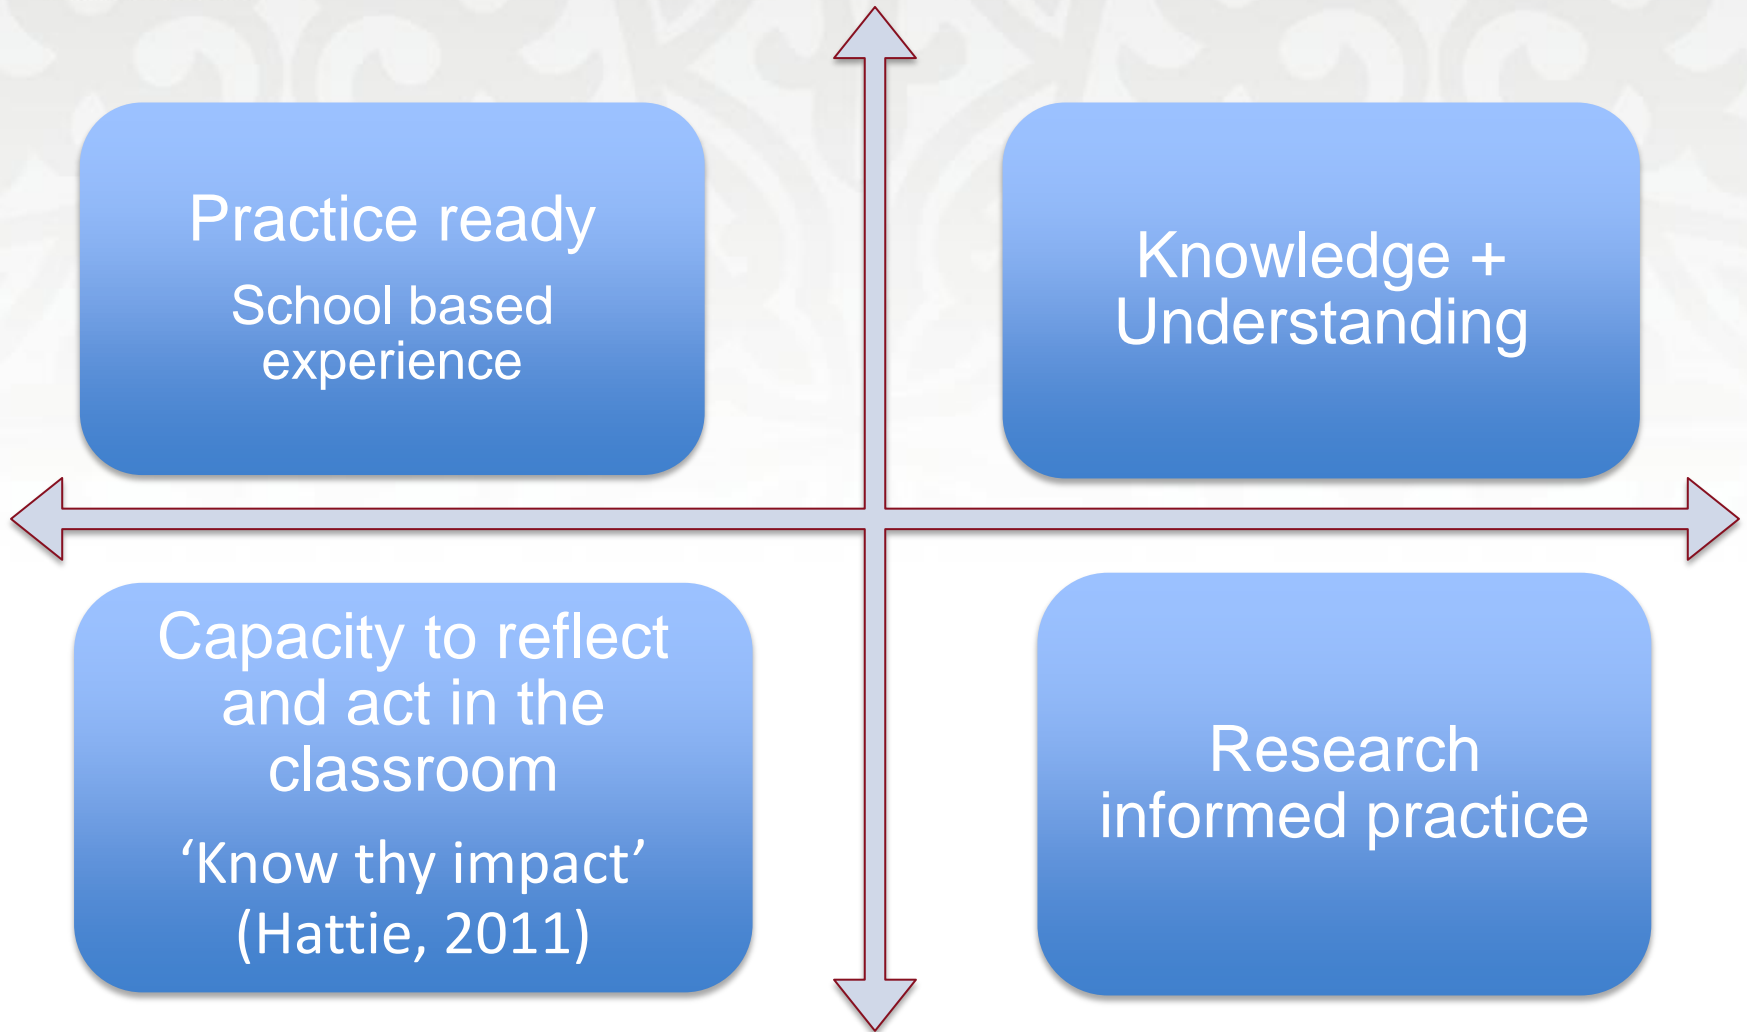 Practice ready
School based
experience
Knowledge +
Understanding
Capacity to reflect
and act in the
classroom
‘Know thy impact’
(Hattie, 2011)
Research
informed practice